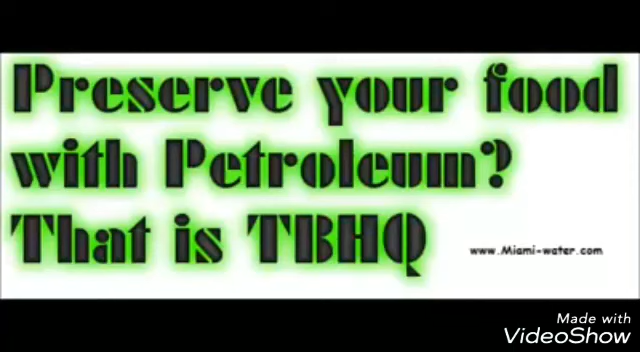 Preserve your food
with Petroleum?
That is TBHQ
www.Miami-water.com
Made with
VideoShow